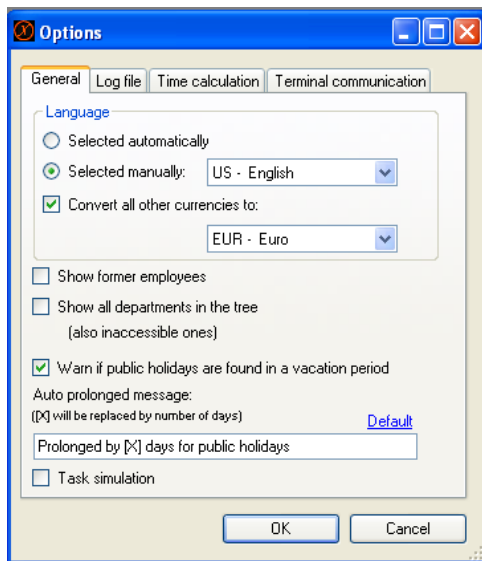 Options
General Log file Time calculation Terminal communication
Language
Selected automatically
Selected manually: US - English
Convert all other currencies to:
EUR - Euro
Show former employees
Show all departments in the tree
(also inaccessible ones)
Warn if public holidays are found in a vacation period
Auto prolonged message:
([X] will be replaced by number of days) Default
Prolonged by [X] days for public holidays
Task simulation
OK Cancel